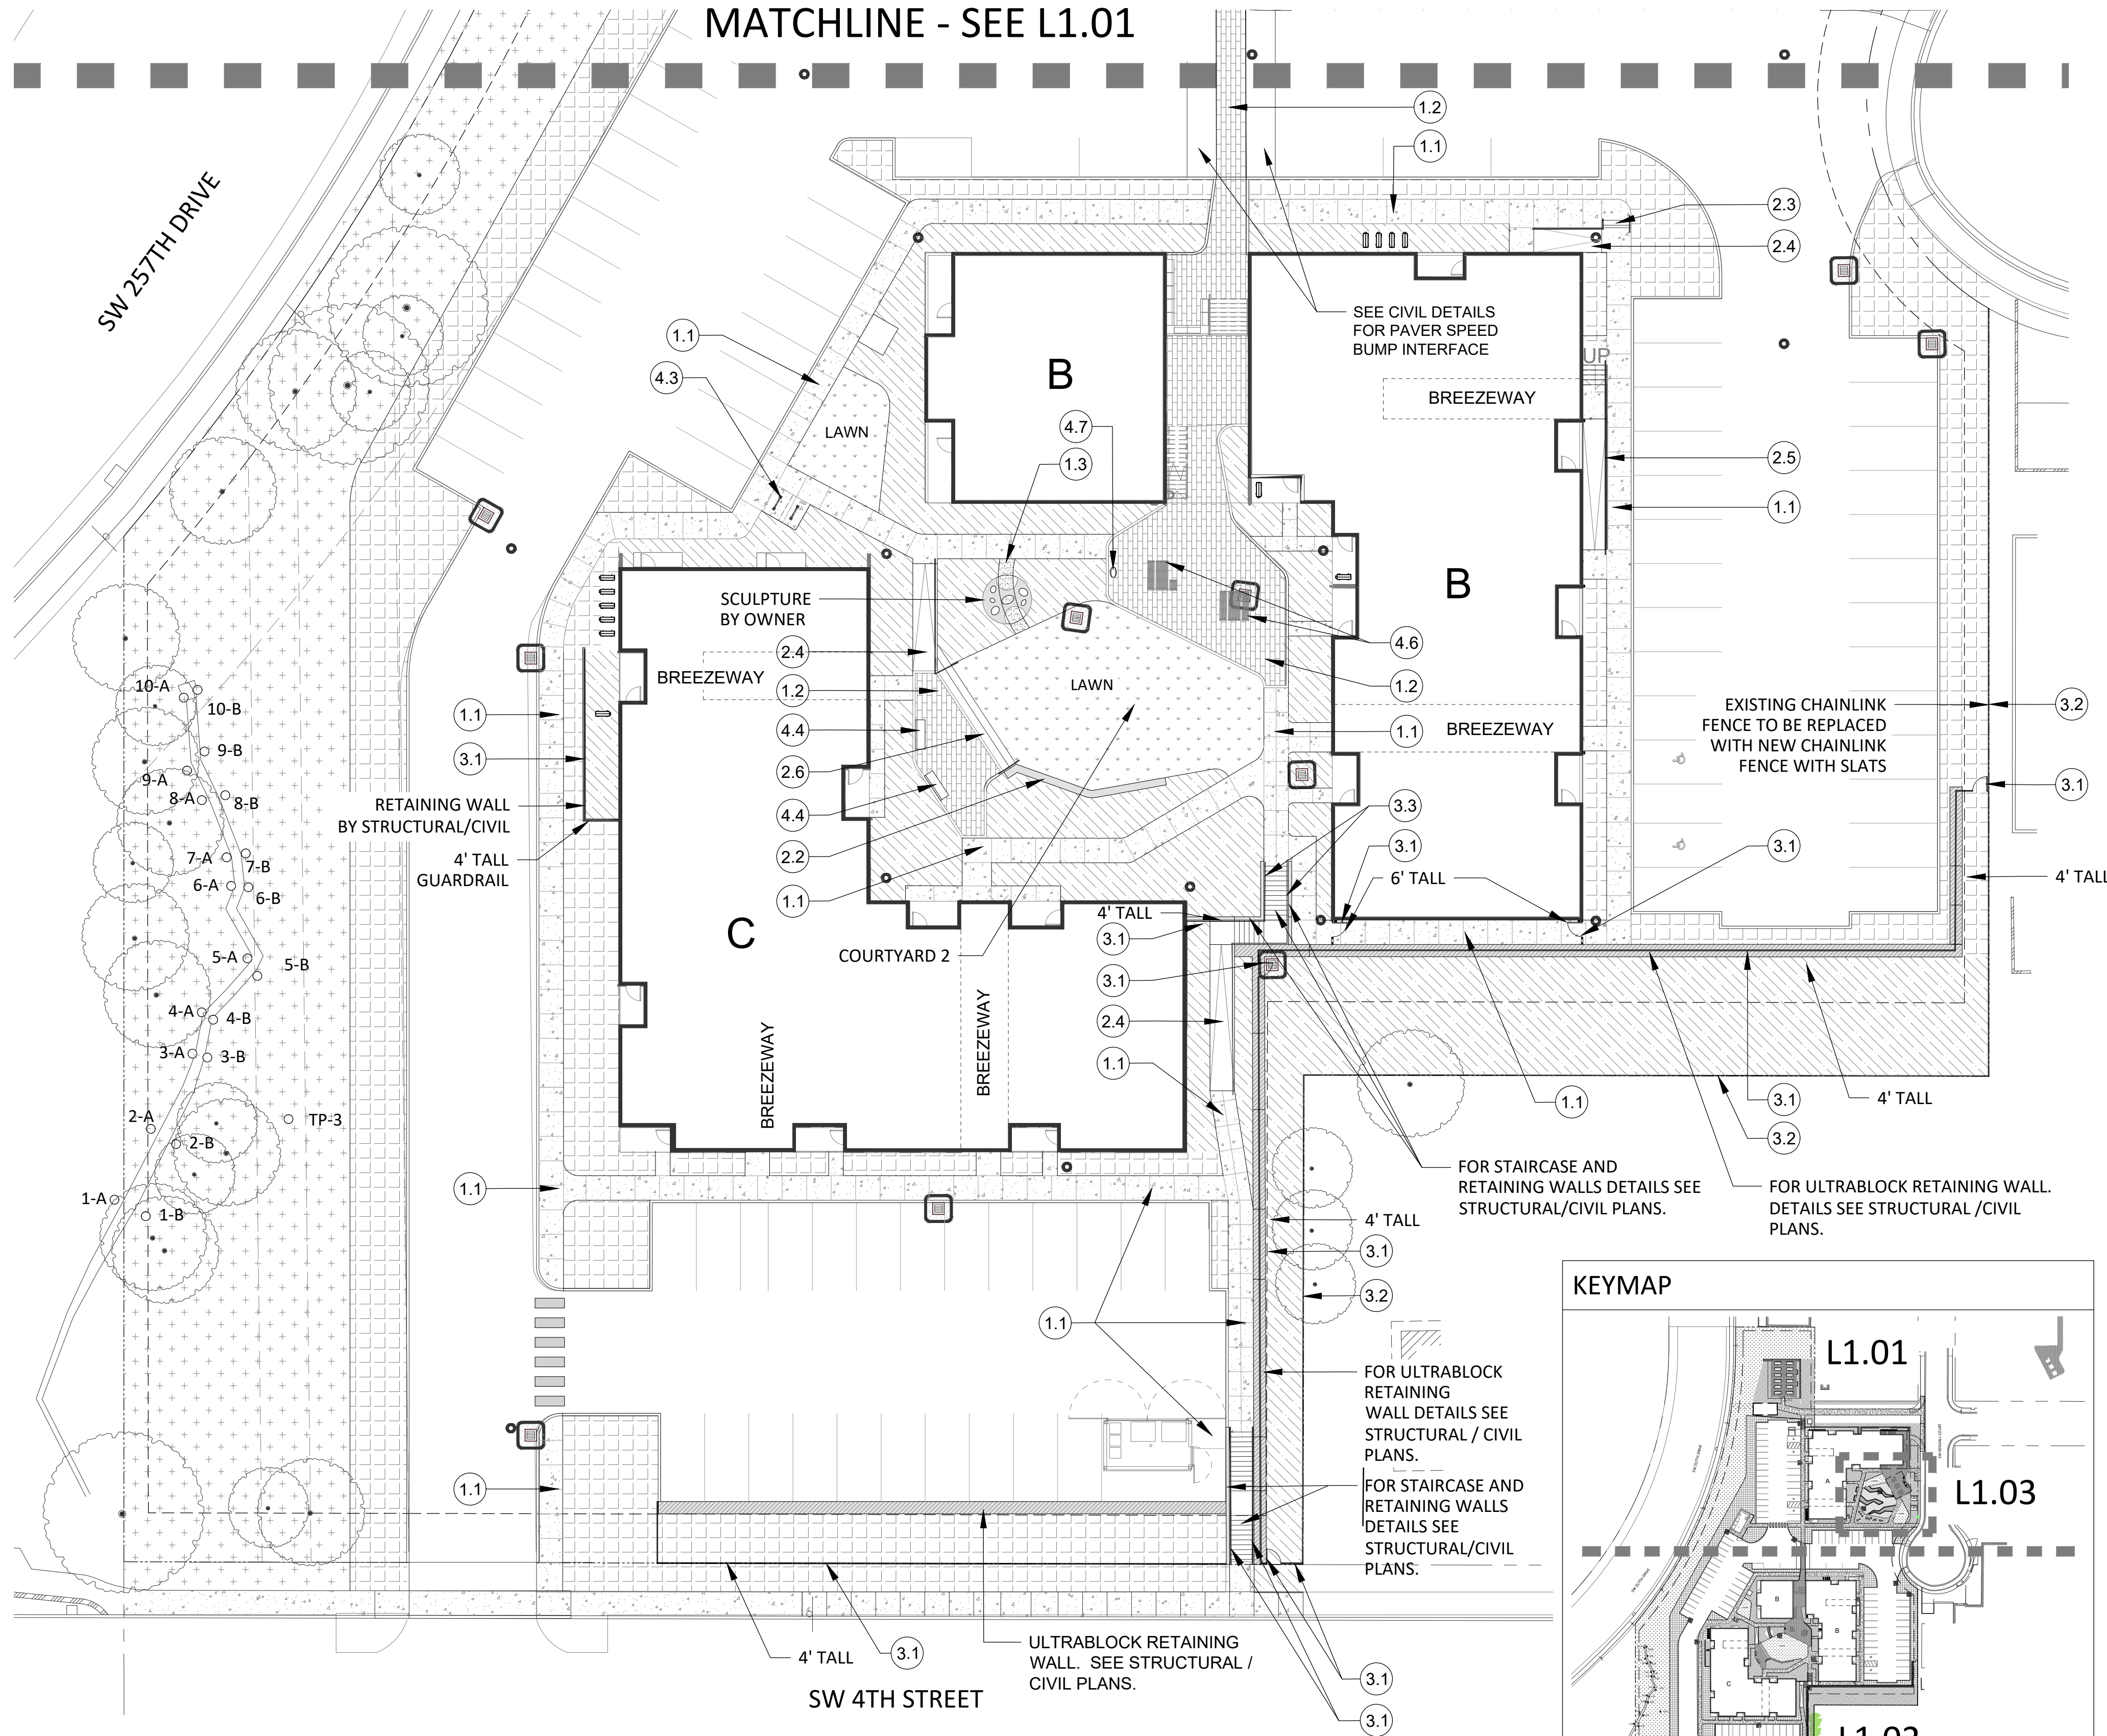 MATCHLINE - SEE L1.01
SW 257TH DRIVE
1.2
1.1
2.3
2.4
SEE CIVIL DETAILS
FOR PAVER SPEED
BUMP INTERFACE
1.1
4.3
LAWN
B
4.7
1.3
UP
BREEZEWAY
2.5
1.1
B
SCULPTURE
BY OWNER
2.4
BREEZEWAY
1.2
4.4
2.6
4.4
2.2
1.1
LAWN
4.6
1.2
1.1
BREEZEWAY
EXISTING CHAINLINK
FENCE TO BE REPLACED
WITH NEW CHAINLINK
FENCE WITH SLATS
3.2
3.1
4' TALL
1.1
3.1
RETAINING WALL
BY STRUCTURAL/CIVIL
4' TALL
GUARDRAIL
3.3
3.1
6' TALL
3.1
C
COURTYARD 2
4' TALL
3.1
3.1
2.4
1.1
BREEZEWAY
BREEZEWAY
10-A
10-B
9-B
9-A
8-A
8-B
7-A
7-B
6-A
6-B
5-A
5-B
4-A
4-B
3-A
3-B
2-A
2-B
TP-3
1-A
1-B
1.1
1.1
3.1
4' TALL
3.2
FOR STAIRCASE AND
RETAINING WALLS DETAILS SEE
STRUCTURAL/CIVIL PLANS.
FOR ULTRABLOCK RETAINING WALL.
DETAILS SEE STRUCTURAL /CIVIL
PLANS.
4' TALL
3.1
3.2
1.1
FOR ULTRABLOCK
RETAINING
WALL DETAILS SEE
STRUCTURAL / CIVIL
PLANS.
FOR STAIRCASE AND
RETAINING WALLS
DETAILS SEE
STRUCTURAL/CIVIL
PLANS.
1.1
4' TALL
3.1
ULTRABLOCK RETAINING
WALL. SEE STRUCTURAL /
CIVIL PLANS.
3.1
3.1
SW 4TH STREET
KEYMAP
L1.01
A
L1.03
B
B
C
L1.02